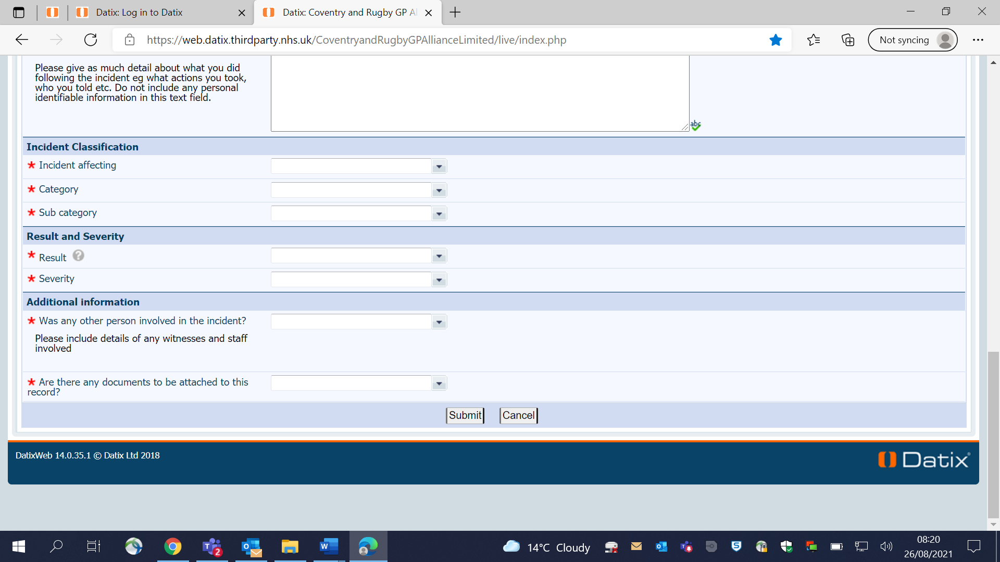 Datix: Log in to Datix
Datix: Coventry and Rugby GP Al
https://web.datix.thirdparty.nhs.uk/CoventryandRugbyGPAllianceLimited/live/index.php
Not syncing
Please give as much detail about what you did
following the incident eg what actions you took,
who you told etc. Do not include any personal
identifiable information in this text field.
abc
Incident Classification
* Incident affecting
* Category
* Sub category
Result and Severity
* Result ?
* Severity
Additional information
* Was any other person involved in the incident?
Please include details of any witnesses and staff
involved
* Are there any documents to be attached to this
record?
Submit Cancel
DatixWeb 14.0.35.1 © Datix Ltd 2018
Datix
14°C Cloudy
08:20
26/08/2021
2